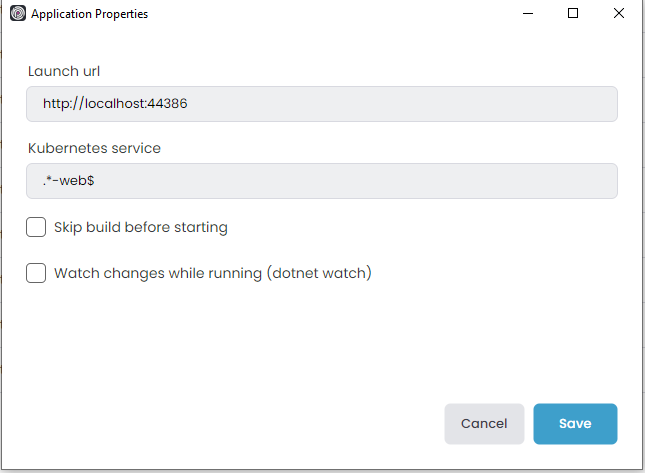 Application Properties
Launch url
http://localhost:44386
Kubernetes service
.*-web$
Skip build before starting
Watch changes while running (dotnet watch)
Cancel
Save